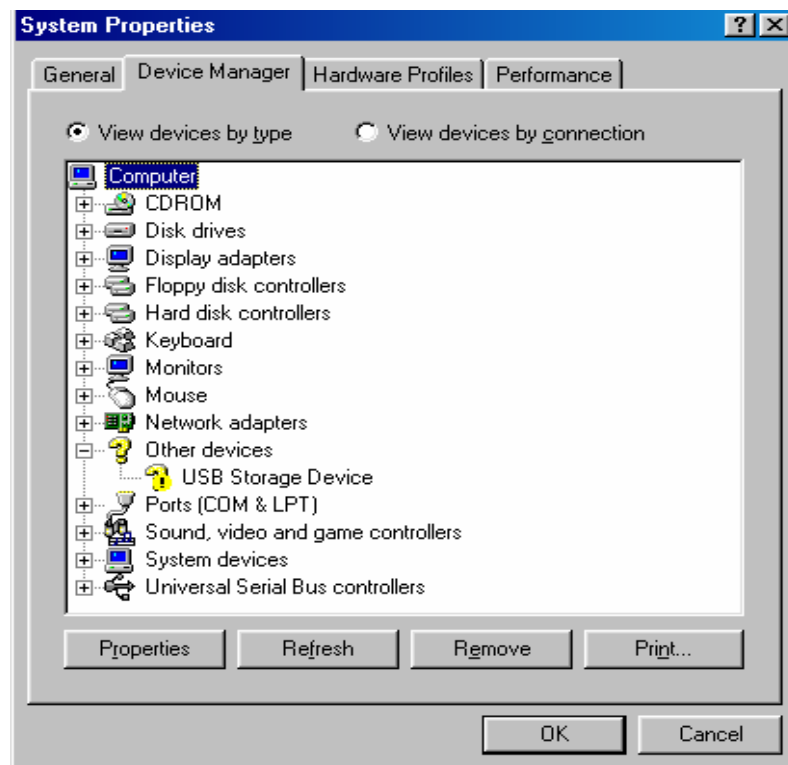 System Properties
General Device Manager Hardware Profiles Performance
View devices by type View devices by connection
Computer
CDROM
Disk drives
Display adapters
Floppy disk controllers
Hard disk controllers
Keyboard
Monitors
Mouse
Network adapters
Other devices
USB Storage Device
Ports (COM & LPT)
Sound, video and game controllers
System devices
Universal Serial Bus controllers
Properties Refresh Remove Print...
OK Cancel